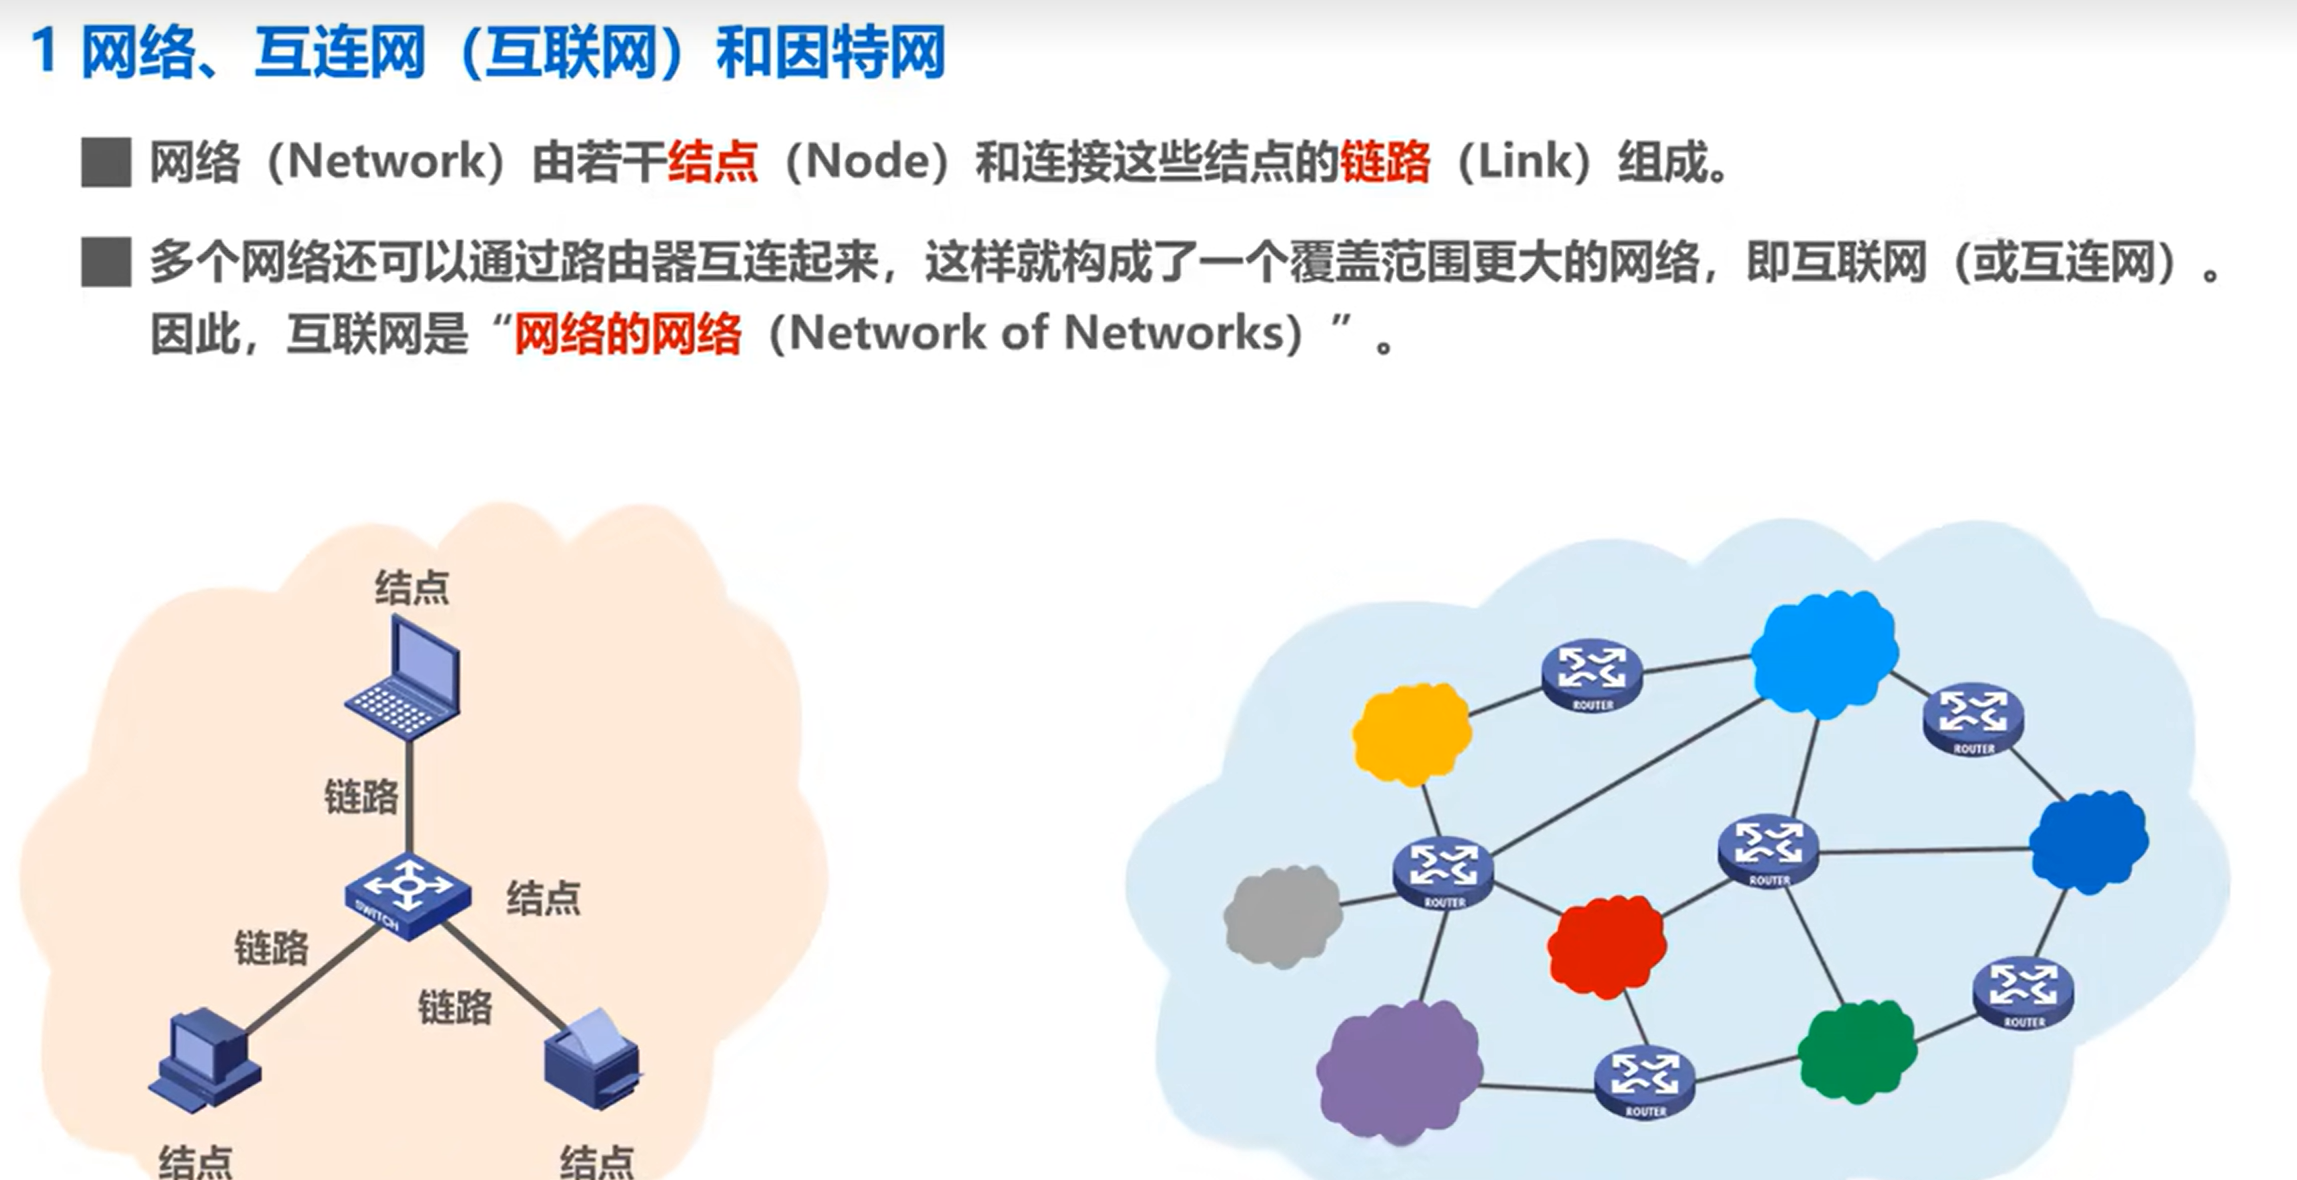 1 网络、互连网（互联网）和因特网
网络（Network）由若干结点（Node）和连接这些结点的链路（Link）组成。
多个网络还可以通过路由器互连起来，这样就构成了一个覆盖范围更大的网络，即互联网（或互连网）。
因此，互联网是“网络的网络（Network of Networks）”。
结点
链路
SWITCH
结点
链路
链路
结点
结点
ROUTER
ROUTER
ROUTER
ROUTER
ROUTER
ROUTER